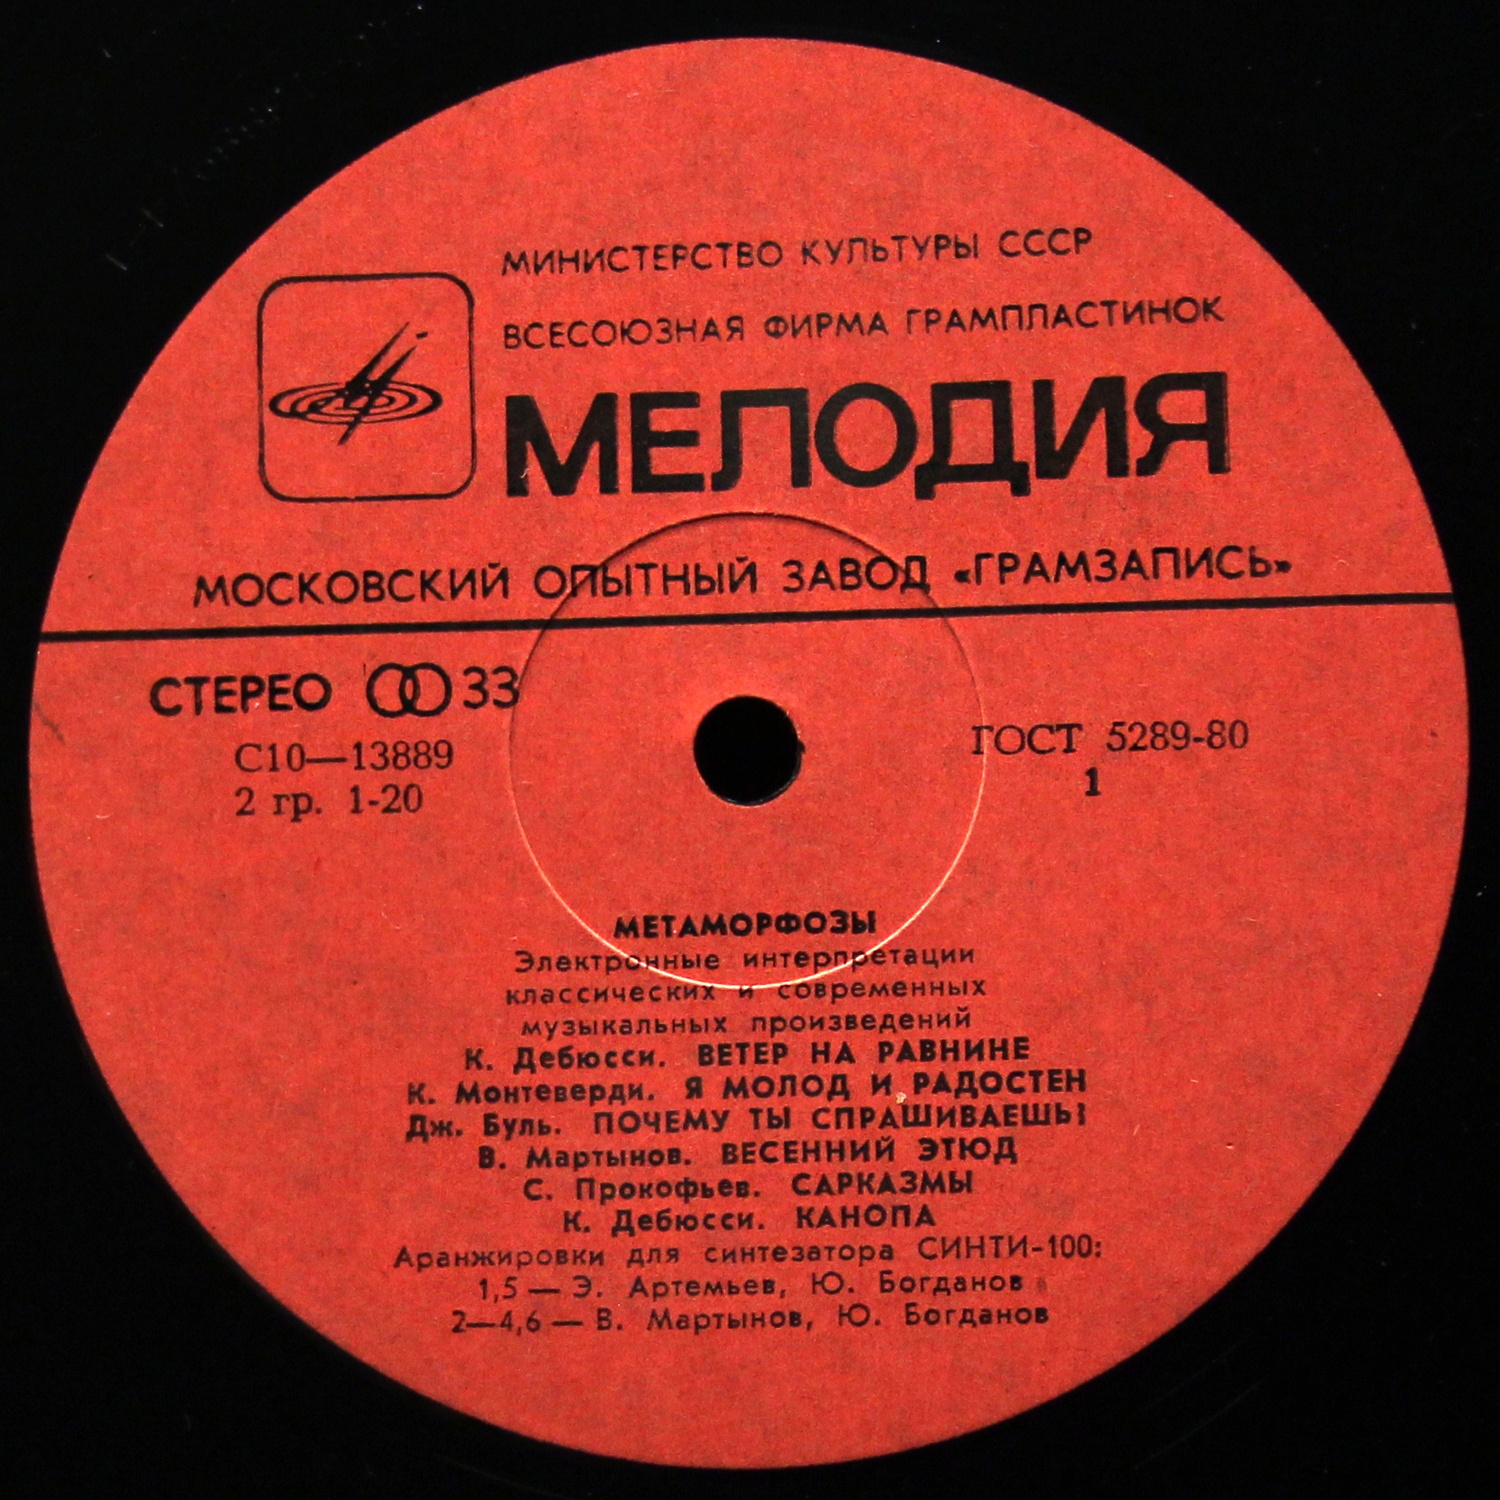 МИНИСТЕРСТВО КУЛЬТУРЫ СССР
ВСЕСОЮЗНАЯ ФИРМА ГРАМПЛАСТИНОК
МЕЛОДИЯ
МОСКОВСКИЙ ОПЫТНЫЙ ЗАВОД «ГРАМЗАПИСЬ»
СТЕРЕО 33
С10—13889
2 гр. 1-20
ГОСТ 5289-80
1
МЕТАМОРФОЗЫ
Электронные интерпретации
классических и современных
музыкальных произведений
К. Дебюсси. ВЕТЕР НА РАВНИНЕ
К. Монтеверди. Я МОЛОД И РАДОСТЕН
Дж. Буль. ПОЧЕМУ ТЫ СПРАШИВАЕШЬ?
В. Мартынов. ВЕСЕННИЙ ЭТЮД
С. Прокофьев. САРКАЗМЫ
К. Дебюсси. КАНОПА
Аранжировки для синтезатора СИНТИ-100:
1,5 — Э. Артемьев, Ю. Богданов
2—4,6 — В. Мартынов, Ю. Богданов